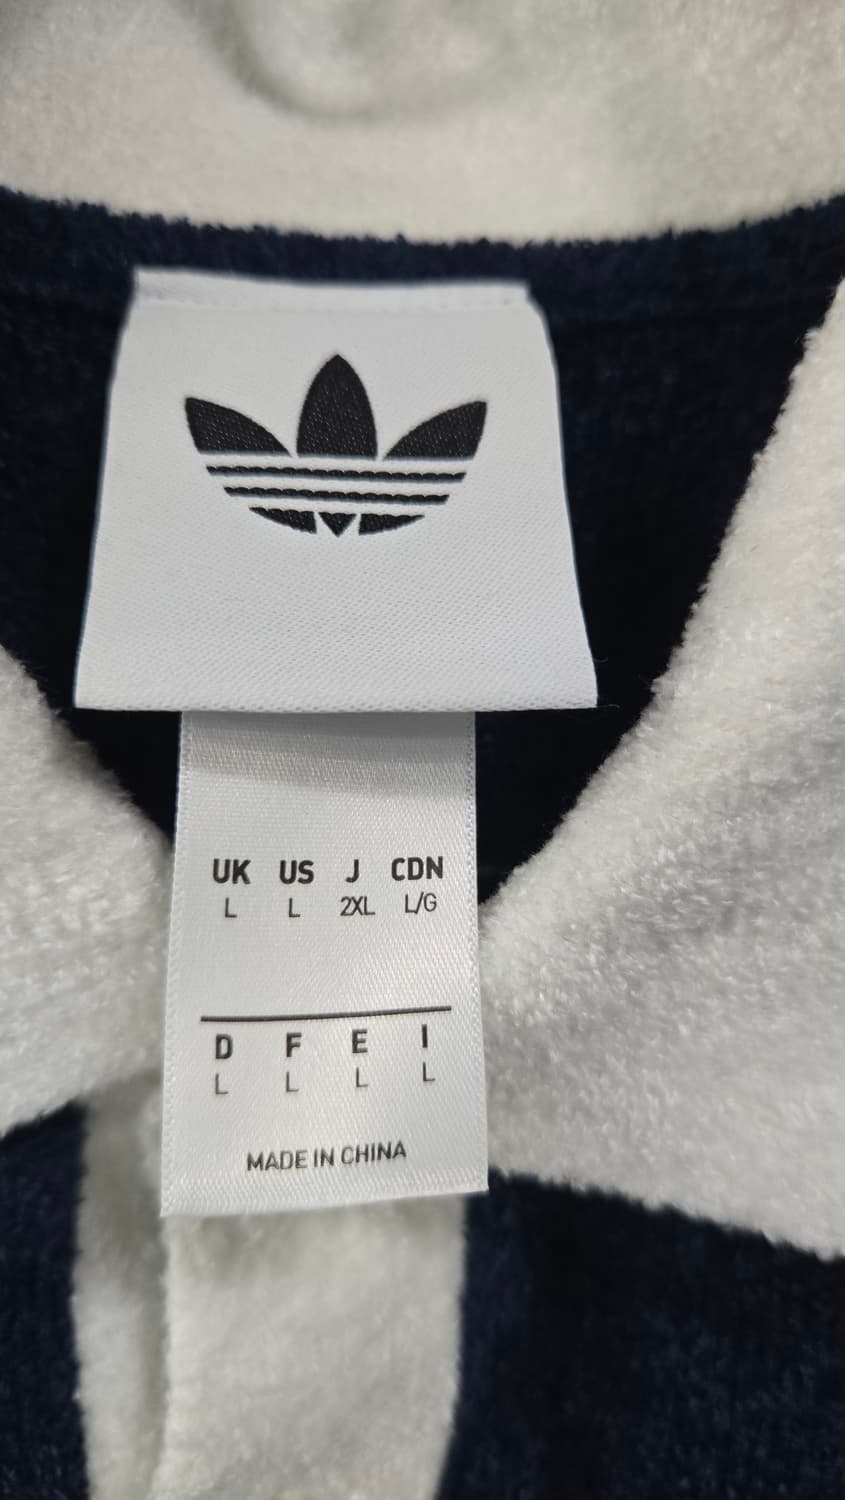 UK US J CDN
L L 2XL L/G
D F E I
L L L L
MADE IN CHINA